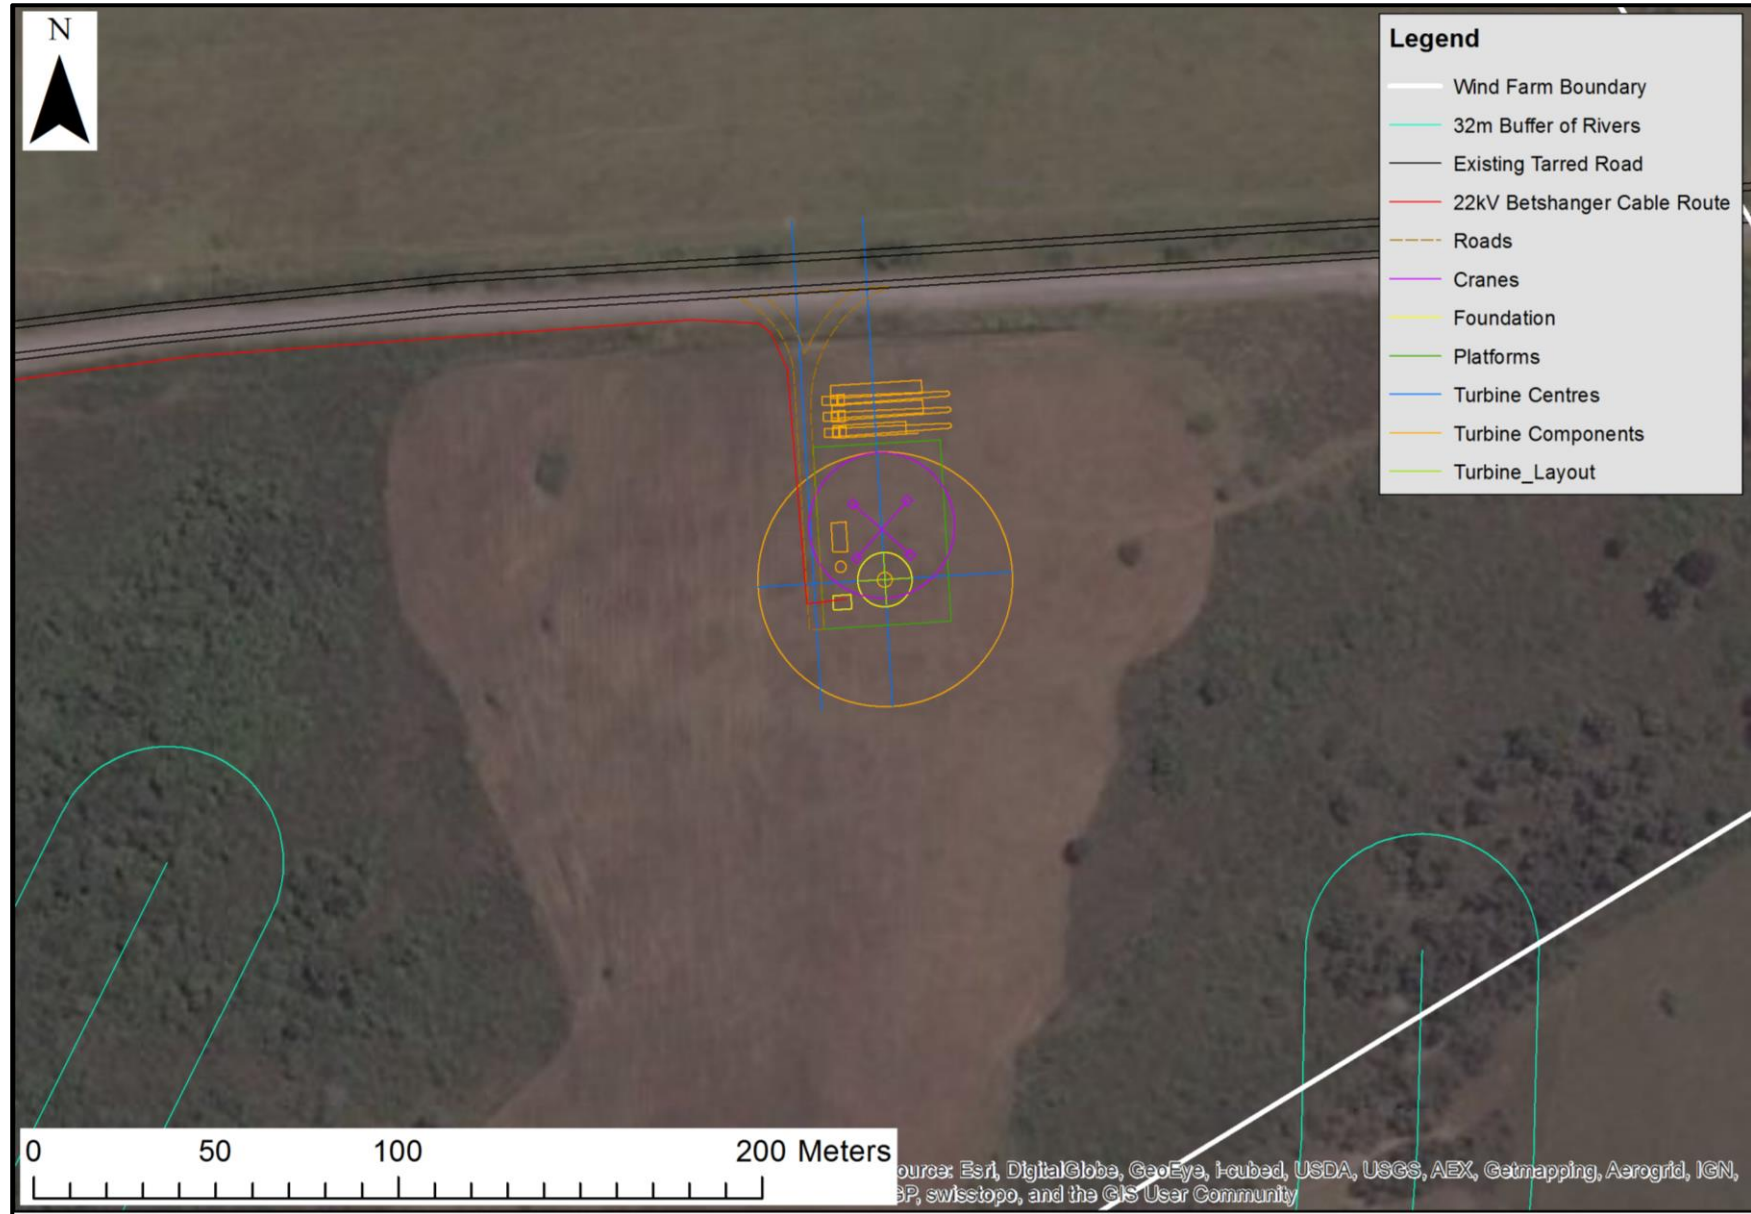 N
Legend
Wind Farm Boundary
32m Buffer of Rivers
Existing Tarred Road
22kV Betshanger Cable Route
Roads
Cranes
Foundation
Platforms
Turbine Centres
Turbine Components
Turbine_Layout
0 50 100 200 Meters
ource: Esri, DigitalGlobe, GeoEye, i-cubed, USDA, USGS, AEX, Getmapping, Aerogrid, IGN,
GP, swisstopo, and the GIS User Community